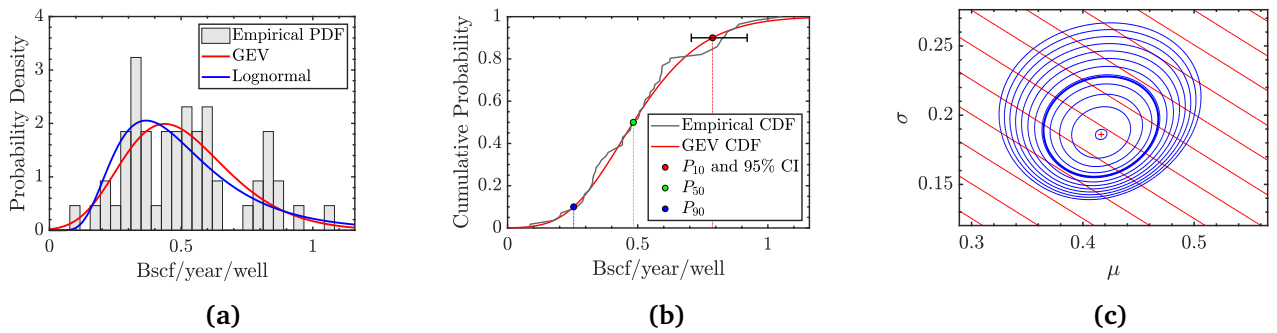 Probability Density
4
3
2
1
0
Empirical PDF
GEV
Lognormal
0
0.5
1
Bscf/year/well
(a)
Cumulative Probability
1
0.8
0.6
0.4
0.2
0
Empirical CDF
GEV CDF
P10 and 95% CI
P50
P90
0
0.5
1
Bscf/year/well
(b)
σ
0.25
0.2
0.15
0.3
0.4
0.5
μ
(c)